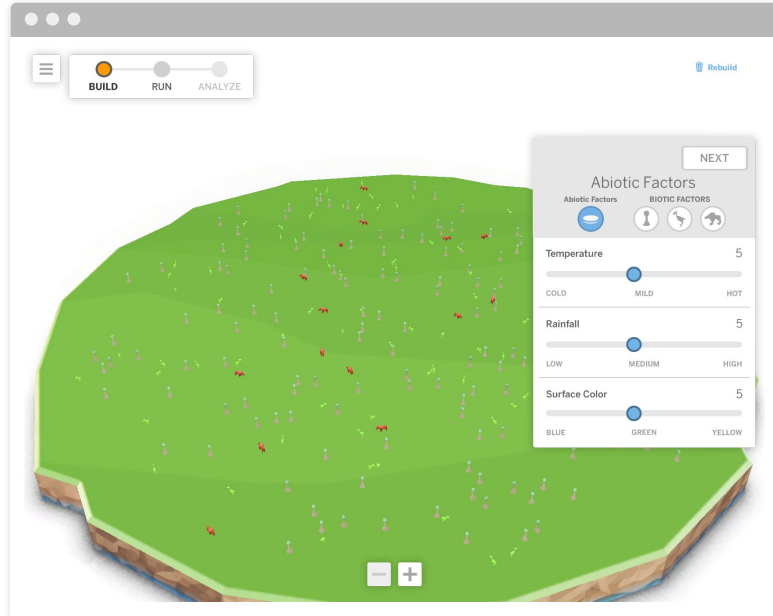 BUILD RUN ANALYZE
Rebuild
NEXT
Abiotic Factors
Abiotic Factors BIOTIC FACTORS
Temperature 5
COLD MILD HOT
Rainfall 5
LOW MEDIUM HIGH
Surface Color 5
BLUE GREEN YELLOW